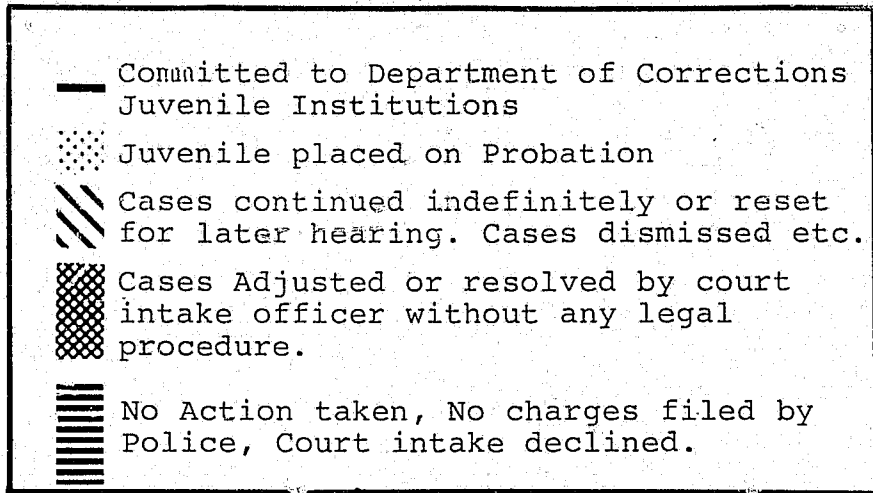 Committed to Department of Corrections
Juvenile Institutions
Juvenile placed on Probation
Cases continued indefinitely or reset
for later hearing. Cases dismissed etc.
Cases Adjusted or resolved by court
intake officer without any legal
procedure.
No Action taken, No charges filed by
Police, Court intake declined.